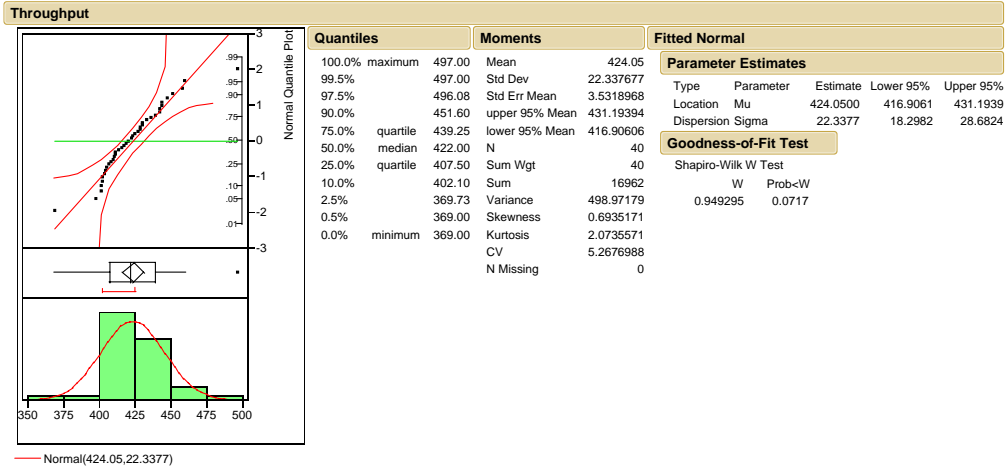 Throughput
3
2
1
0
-1
-2
-3
.99
.95
.90
.75
.50
.25
.10
.05
.01
Normal Quantile Plot
350 375 400 425 450 475 500
Normal(424.05,22.3377)
Quantiles
100.0% maximum 497.00
99.5% 497.00
97.5% 496.08
90.0% 451.60
75.0% quartile 439.25
50.0% median 422.00
25.0% quartile 407.50
10.0% 402.10
2.5% 369.73
0.5% 369.00
0.0% minimum 369.00
Moments
Mean 424.05
Std Dev 22.337677
Std Err Mean 3.5318968
upper 95% Mean 431.19394
lower 95% Mean 416.90606
N 40
Sum Wgt 40
Sum 16962
Variance 498.97179
Skewness 0.6935171
Kurtosis 2.0735571
CV 5.2676988
N Missing 0
Fitted Normal
Parameter Estimates
Type Parameter Estimate Lower 95% Upper 95%
Location Mu 424.0500 416.9061 431.1939
Dispersion Sigma 22.3377 18.2982 28.6824
Goodness-of-Fit Test
Shapiro-Wilk W Test
W Prob<W
0.949295 0.0717